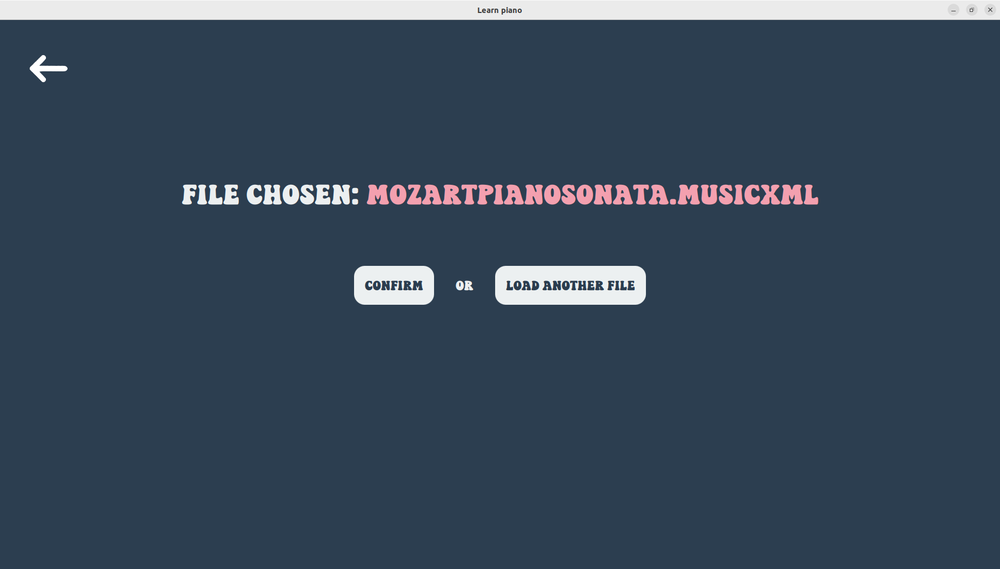 Learn piano
FILE CHOSEN: MOZARTPIANOSONATA.MUSICXML
CONFIRM OR LOAD ANOTHER FILE